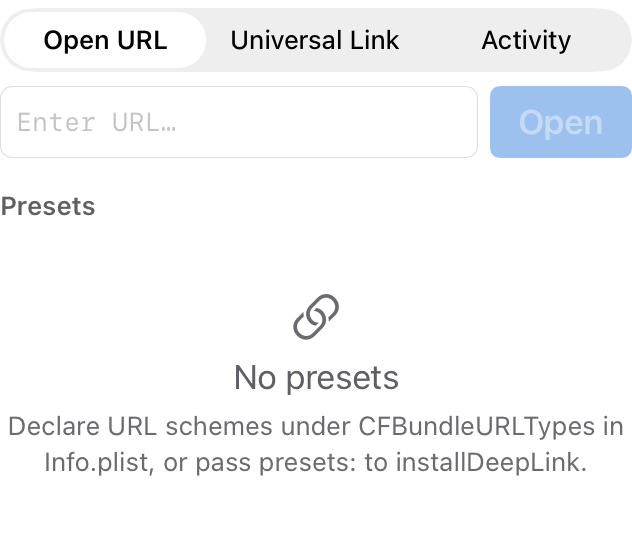 Open URL Universal Link Activity
Enter URL… Open
Presets
No presets
Declare URL schemes under CFBundleURLTypes in
Info.plist, or pass presets: to installDeepLink.